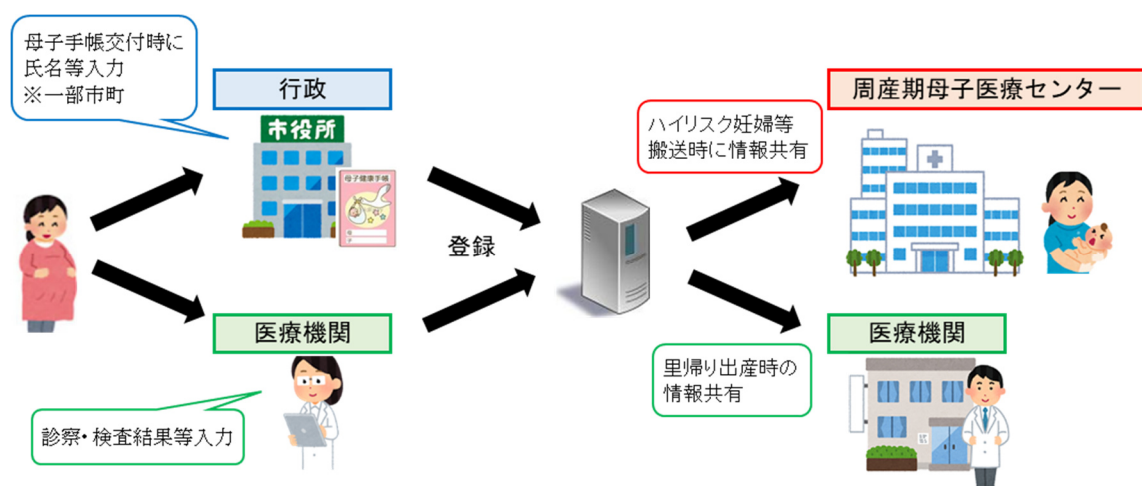 母子手帳交付時に
氏名等入力
※一部市町
行政
市役所
母子健康手帳
登録
医療機関
診察・検査結果等入力
ハイリスク妊婦等
搬送時に情報共有
周産期母子医療センター
里帰り出産時の
情報共有
医療機関